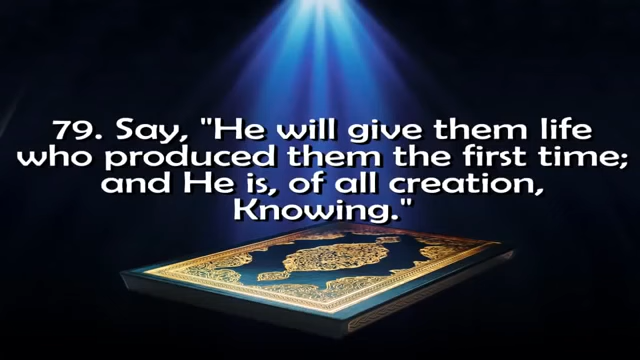 79. Say, "He will give them life
who produced them the first time;
and He is, of all creation,
Knowing."